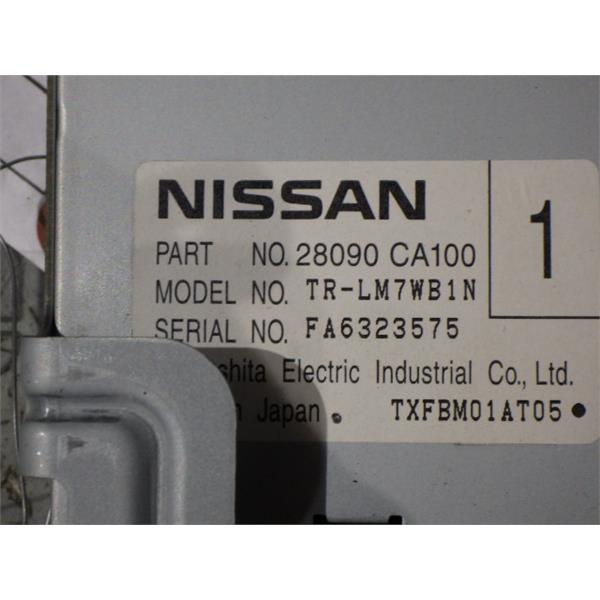 NISSAN
1
PART NO. 28090 CA100
MODEL NO. TR-LM7WB1N
SERIAL NO. FA6323575
shita Electric Industrial Co., Ltd.
Japan. TXFBM01AT05